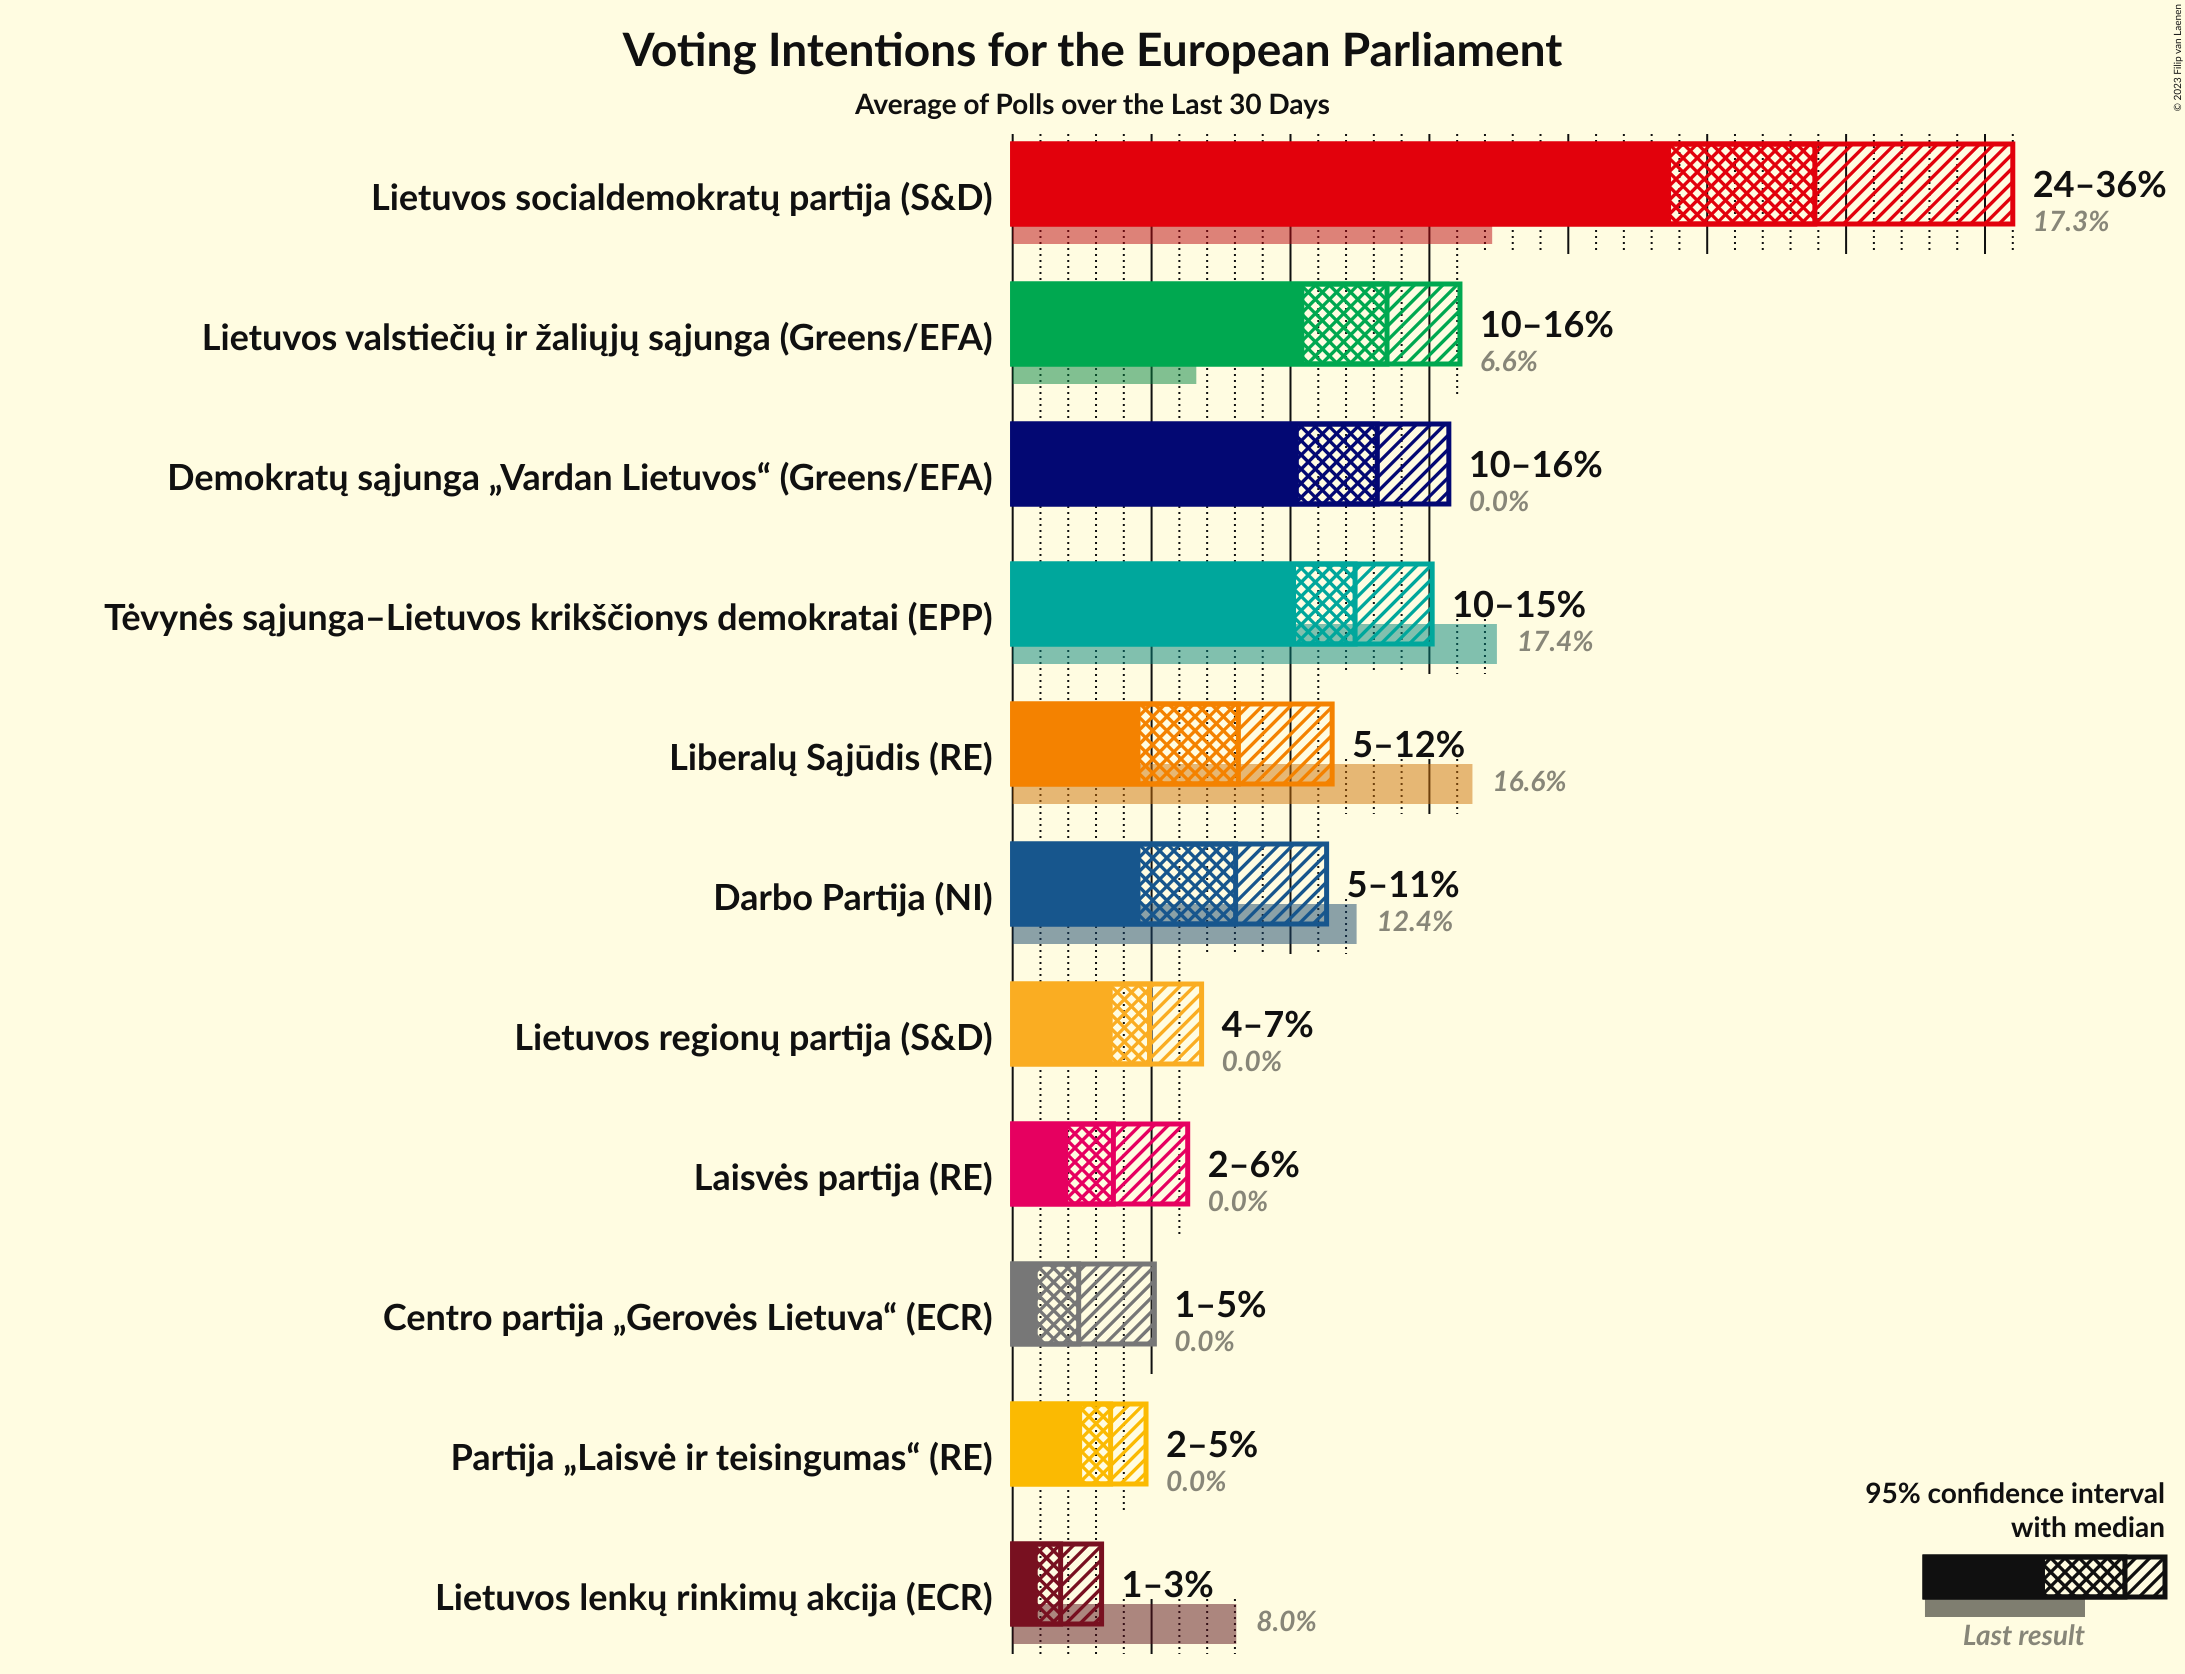 Voting Intentions for the European Parliament
Average of Polls over the Last 30 Days
© 2023 Filip van Laenen
Lietuvos socialdemokratų partija (S&D)
24–36%
17.3%
Lietuvos valstiečių ir žaliųjų sąjunga (Greens/EFA)
10–16%
6.6%
Demokratų sąjunga „Vardan Lietuvos“ (Greens/EFA)
10–16%
0.0%
Tėvynės sąjunga–Lietuvos krikščionys demokratai (EPP)
10–15%
17.4%
Liberalų Sąjūdis (RE)
5–12%
16.6%
Darbo Partija (NI)
5–11%
12.4%
Lietuvos regionų partija (S&D)
4–7%
0.0%
Laisvės partija (RE)
2–6%
0.0%
Centro partija „Gerovės Lietuva“ (ECR)
1–5%
0.0%
Partija „Laisvė ir teisingumas“ (RE)
2–5%
0.0%
Lietuvos lenkų rinkimų akcija (ECR)
1–3%
8.0%
95% confidence interval
with median
Last result